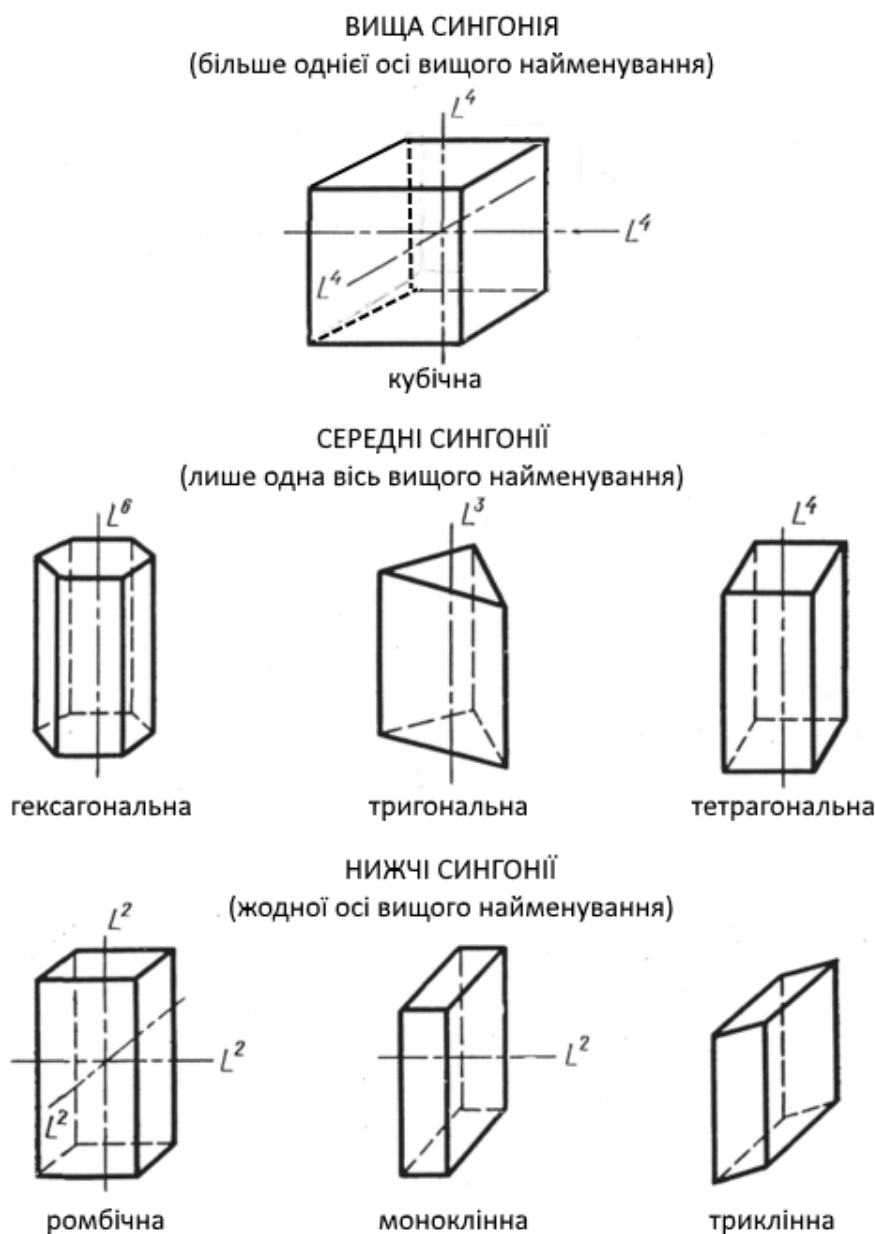 ВИЩА СИНГОНІЯ
(більше однієї осі вищого найменування)
L⁴
L⁴
L⁴
кубічна
СЕРЕДНІ СИНГОНІЇ
(лише одна вісь вищого найменування)
L⁶ L³ L⁴
гексагональна тригональна тетрагональна
НИЖЧІ СИНГОНІЇ
(жодної осі вищого найменування)
L²
L² L²
L²
ромбічна моноклінна триклінна